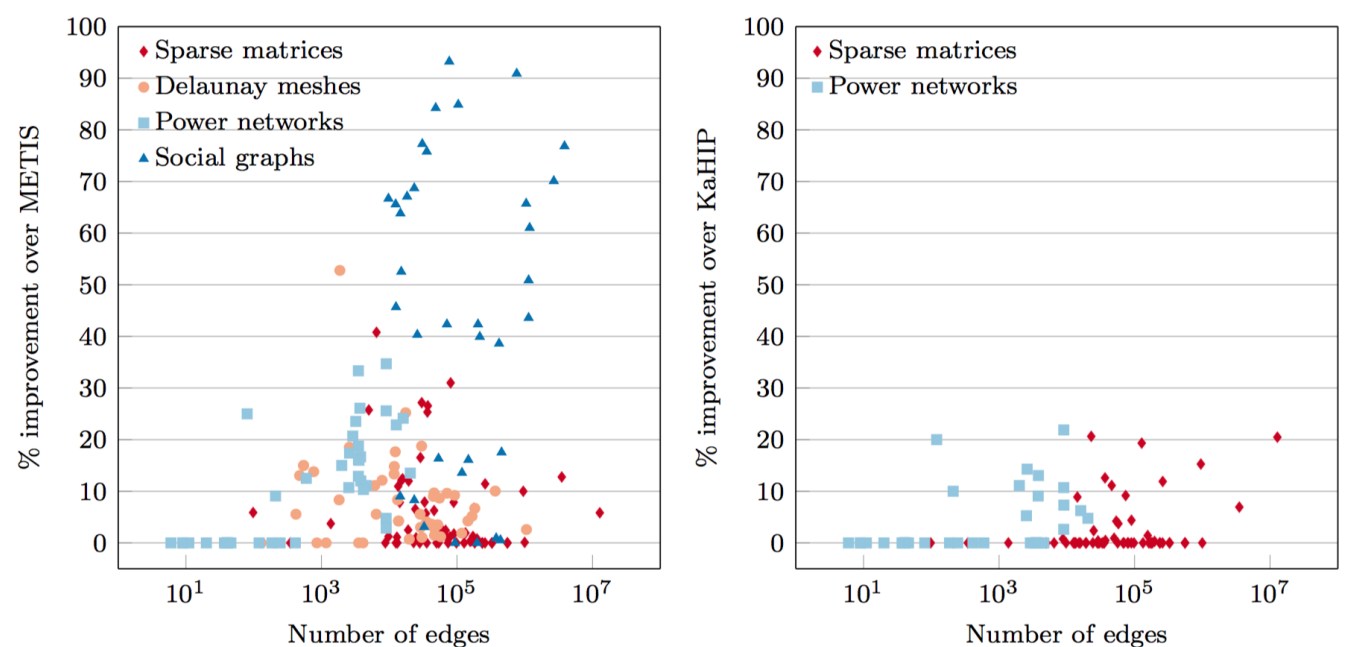 % improvement over METIS
100
90
80
70
60
50
40
30
20
10
0
Sparse matrices
Delaunay meshes
Power networks
Social graphs
10^1 10^3 10^5 10^7
Number of edges
% improvement over KaHIP
100
90
80
70
60
50
40
30
20
10
0
Sparse matrices
Power networks
10^1 10^3 10^5 10^7
Number of edges